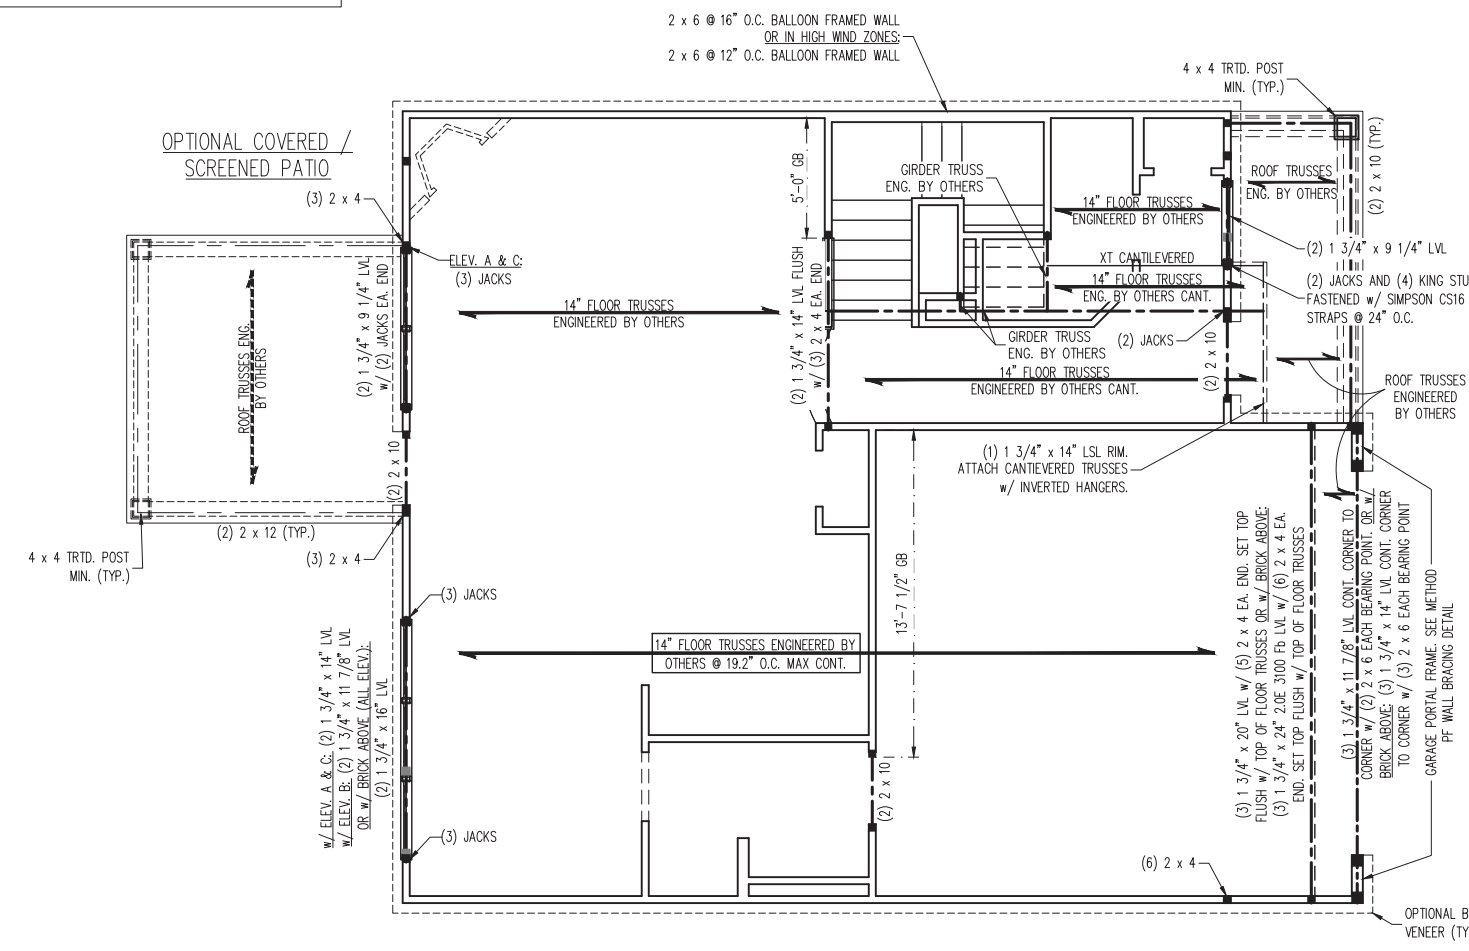 2 x 6 @ 16" O.C. BALLOON FRAMED WALL
OR IN HIGH WIND ZONES:
2 x 6 @ 12" O.C. BALLOON FRAMED WALL
4 x 4 TRTD. POST
MIN. (TYP.)
OPTIONAL COVERED /
SCREENED PATIO
(3) 2 x 4
ELEV. A & C:
(3) JACKS
5'-0" GB
GIRDER TRUSS
ENG. BY OTHERS
14" FLOOR TRUSSES
ENGINEERED BY OTHERS
ROOF TRUSSES
ENG. BY OTHERS
(2) 2 x 10 (TYP.)
(2) 1 3/4" x 9 1/4" LVL
(2) JACKS AND (4) KING STU
FASTENED w/ SIMPSON CS16
STRAPS @ 24" O.C.
XT CANTILEVERED
14" FLOOR TRUSSES
ENG. BY OTHERS CANT.
14" FLOOR TRUSSES
ENGINEERED BY OTHERS
(2) 1 3/4" x 14" LVL FLUSH
w/ (3) 2 x 4 EA. END
(2) 1 3/4" x 9 1/4" LVL
w/ (2) JACKS EA. END
ROOF TRUSSES ENG.
BY OTHERS
GIRDER TRUSS
ENG. BY OTHERS
(2) JACKS
(2) 2 x 10
14" FLOOR TRUSSES
ENGINEERED BY OTHERS CANT.
ROOF TRUSSES
ENGINEERED
BY OTHERS
(2) 2 x 10
(1) 1 3/4" x 14" LSL RIM.
ATTACH CANTIEVERED TRUSSES
w/ INVERTED HANGERS.
(2) 2 x 12 (TYP.)
4 x 4 TRTD. POST
MIN. (TYP.)
(3) 2 x 4
(3) JACKS
13'-7 1/2" GB
14" FLOOR TRUSSES ENGINEERED BY
OTHERS @ 19.2" O.C. MAX CONT.
w/ ELEV. A & C: (2) 1 3/4" x 14" LVL
w/ ELEV. B: (2) 1 3/4" x 11 7/8" LVL
OR w/ BRICK ABOVE (ALL ELEV.):
(2) 1 3/4" x 16" LVL
(2) 2 x 10
(3) 1 3/4" x 20" LVL w/ (5) 2 x 4 EA. END. SET TOP
FLUSH w/ TOP OF FLOOR TRUSSES OR w/ BRICK ABOVE:
(3) 1 3/4" x 24" 2.0E 3100 Fb LVL w/ (6) 2 x 4 EA.
END. SET TOP FLUSH w/ TOP OF FLOOR TRUSSES
(3) 1 3/4" x 11 7/8" LVL CONT. CORNER TO
CORNER w/ (2) 2 x 6 EACH BEARING POINT. OR w/
BRICK ABOVE: (3) 1 3/4" x 14" LVL CONT. CORNER
TO CORNER w/ (3) 2 x 6 EACH BEARING POINT
GARAGE PORTAL FRAME. SEE METHOD
PF WALL BRACING DETAIL
(3) JACKS
(6) 2 x 4
OPTIONAL B
VENEER (TY